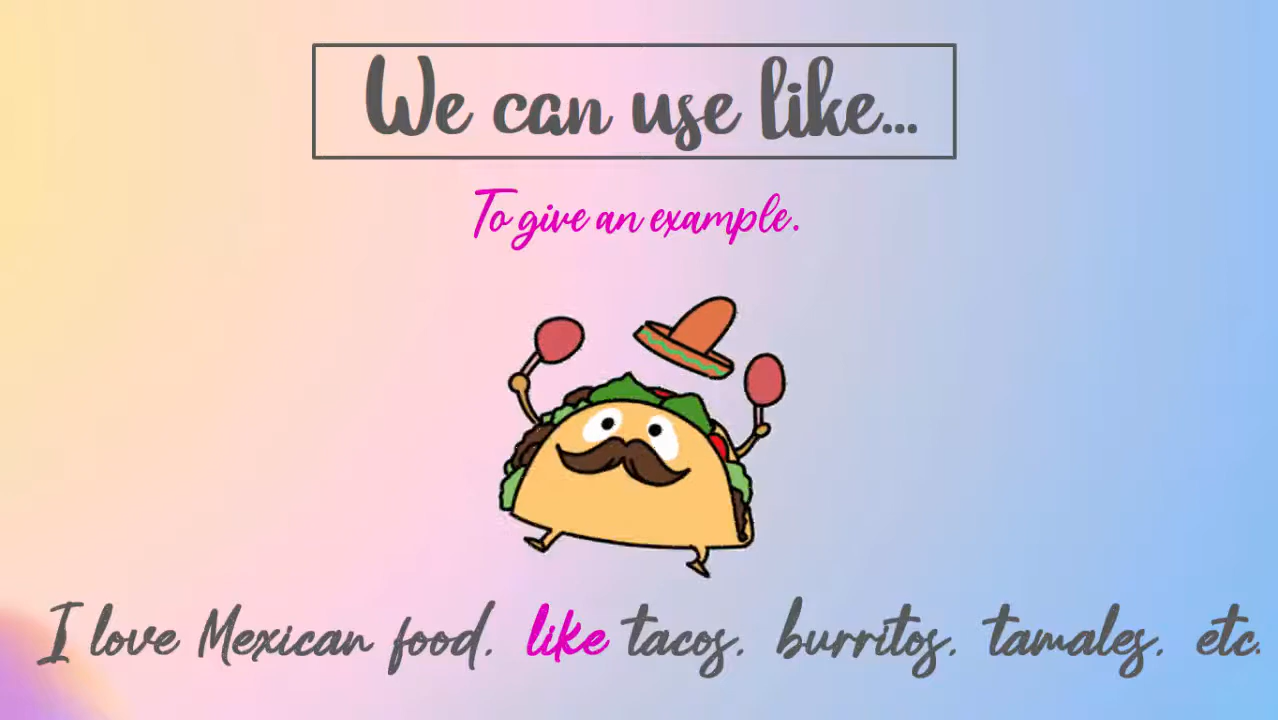 We can use like...
To give an example.
I love Mexican food, like tacos, burritos, tamales, etc.